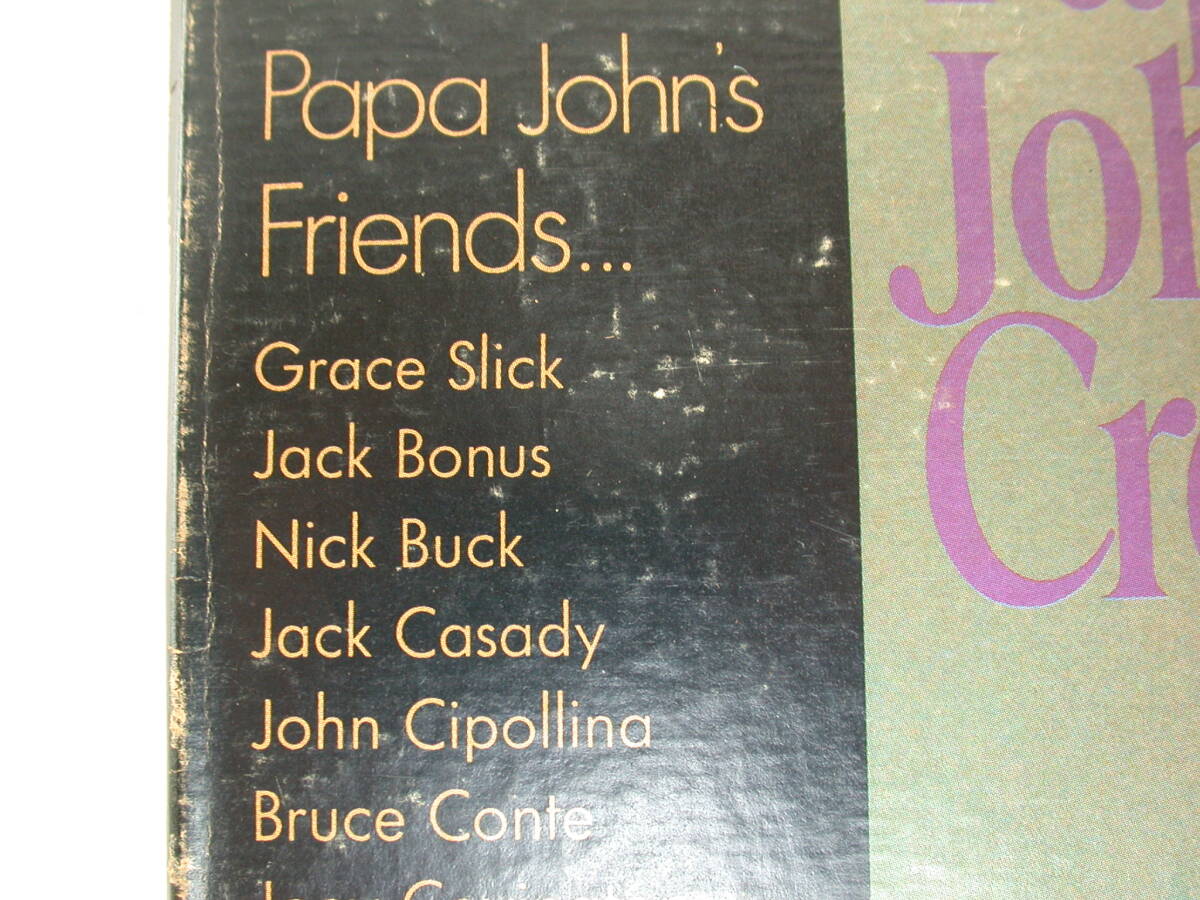 Papa John's
Friends...
Grace Slick
Jack Bonus
Nick Buck
Jack Casady
John Cipollina
Bruce Conte